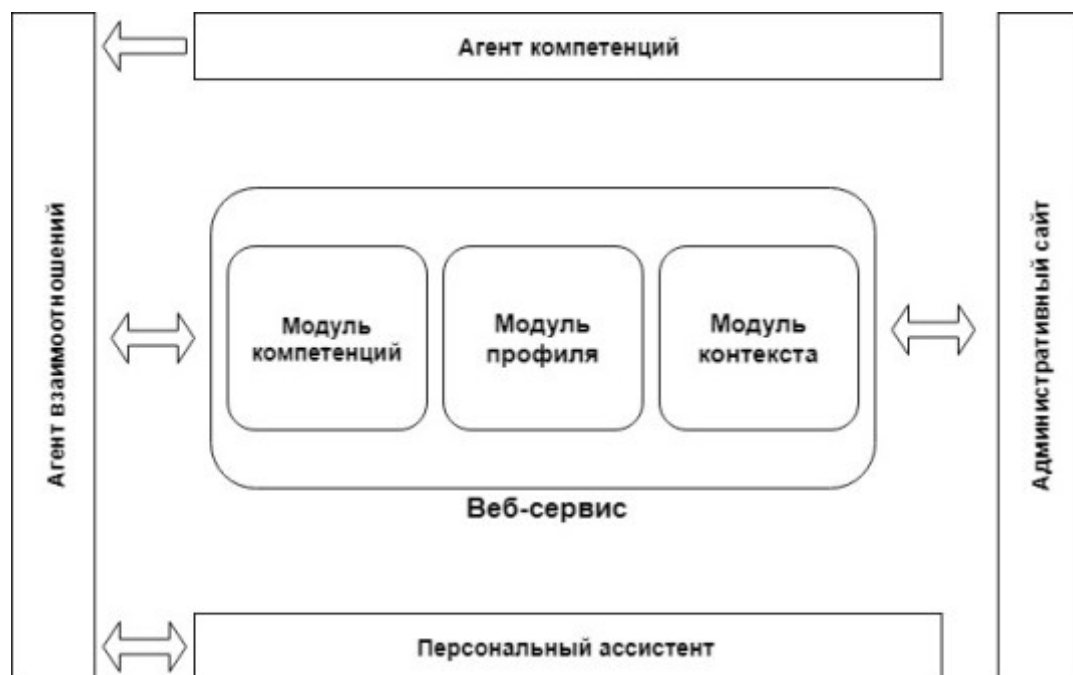 Агент компетенций
Агент взаимоотношений
Модуль
компетенций
Модуль
профиля
Модуль
контекста
Административный сайт
Веб-сервис
Персональный ассистент